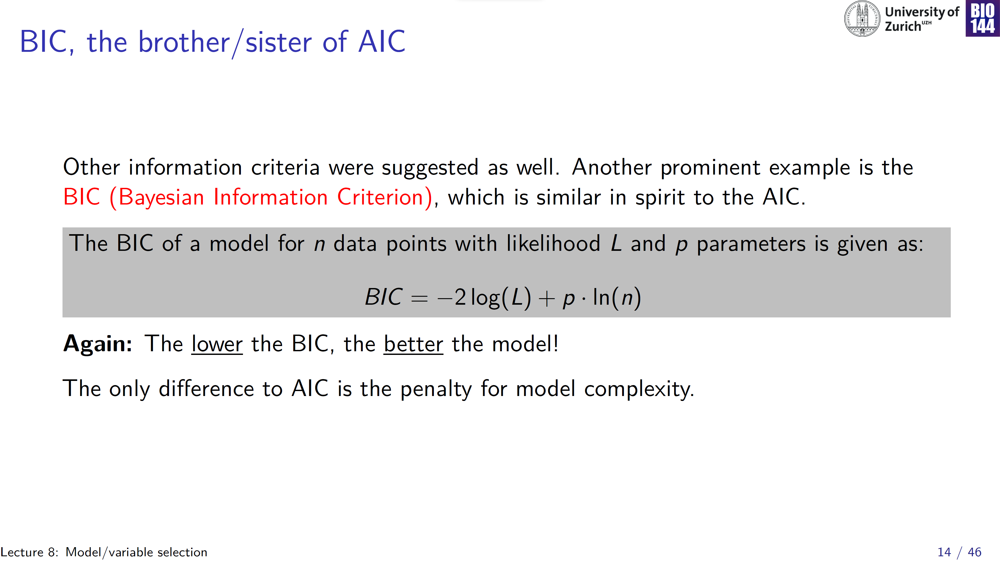 University of
Zurich UZH
BIO
144
BIC, the brother/sister of AIC
Other information criteria were suggested as well. Another prominent example is the
BIC (Bayesian Information Criterion), which is similar in spirit to the AIC.
The BIC of a model for n data points with likelihood L and p parameters is given as:
BIC = −2 log(L) + p · ln(n)
Again: The lower the BIC, the better the model!
The only difference to AIC is the penalty for model complexity.
Lecture 8: Model/variable selection
14 / 46